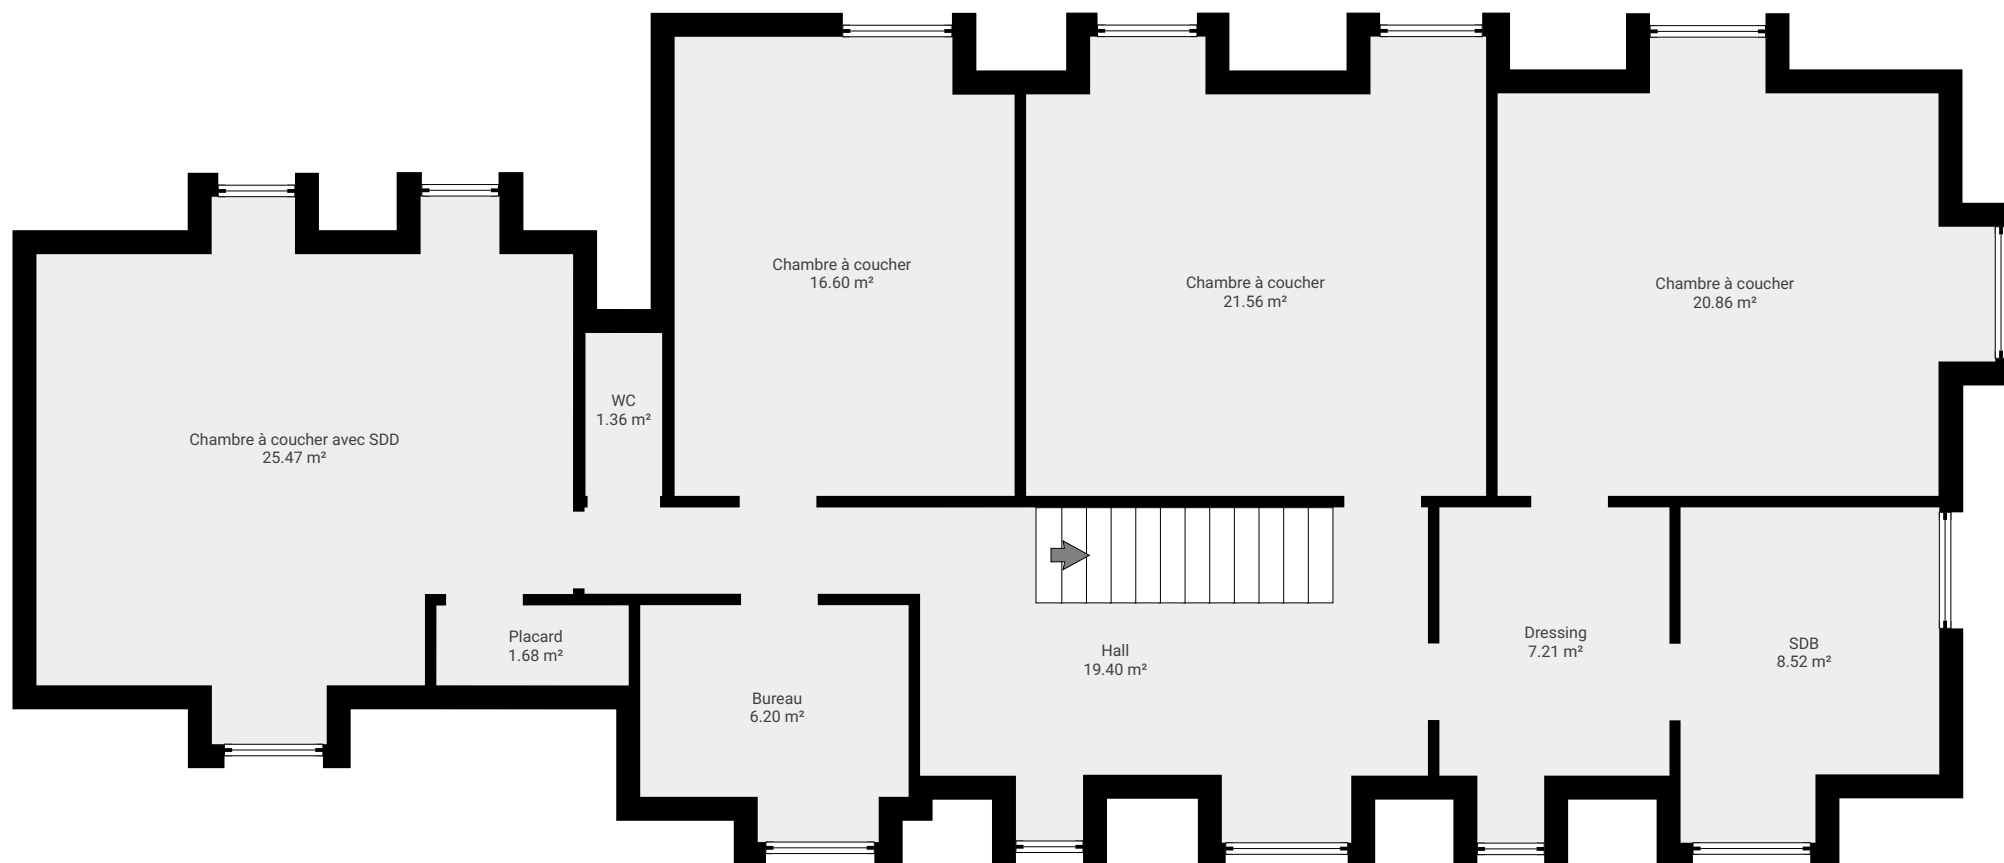 Chambre à coucher
16.60 m²
Chambre à coucher
21.56 m²
Chambre à coucher
20.86 m²
WC
1.36 m²
Chambre à coucher avec SDD
25.47 m²
Placard
1.68 m²
Bureau
6.20 m²
Hall
19.40 m²
Dressing
7.21 m²
SDB
8.52 m²